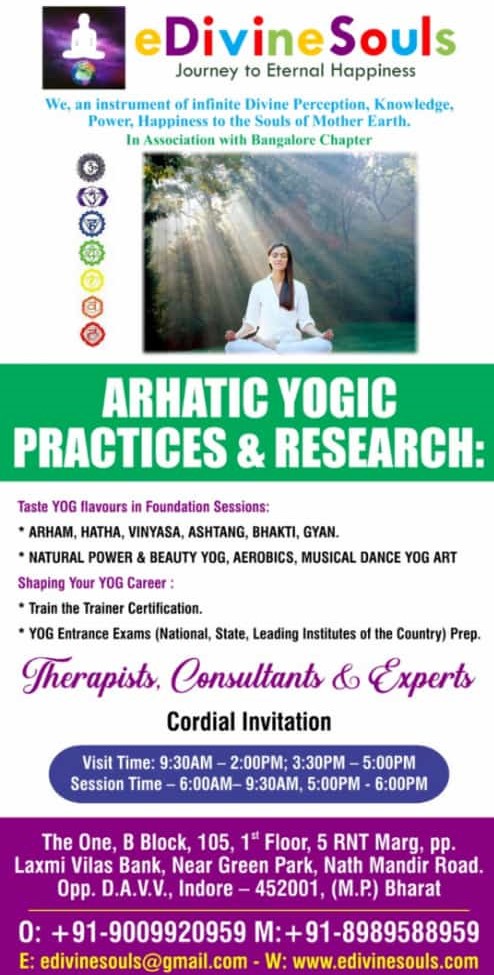 eDivineSouls
Journey to Eternal Happiness
We, an instrument of infinite Divine Perception, Knowledge,
Power, Happiness to the Souls of Mother Earth.
In Association with Bangalore Chapter
ARHATIC YOGIC
PRACTICES & RESEARCH:
Taste YOG flavours in Foundation Sessions:
* ARHAM, HATHA, VINYASA, ASHTANG, BHAKTI, GYAN.
* NATURAL POWER & BEAUTY YOG, AEROBICS, MUSICAL DANCE YOG ART
Shaping Your YOG Career :
* Train the Trainer Certification.
* YOG Entrance Exams (National, State, Leading Institutes of the Country) Prep.
Therapists, Consultants & Experts
Cordial Invitation
Visit Time: 9:30AM – 2:00PM; 3:30PM – 5:00PM
Session Time – 6:00AM– 9:30AM, 5:00PM - 6:00PM
The One, B Block, 105, 1st Floor, 5 RNT Marg, pp.
Laxmi Vilas Bank, Near Green Park, Nath Mandir Road.
Opp. D.A.V.V., Indore – 452001, (M.P.) Bharat
O: +91-9009920959 M:+91-8989588959
E: edivinesouls@gmail.com - W: www.edivinesouls.com